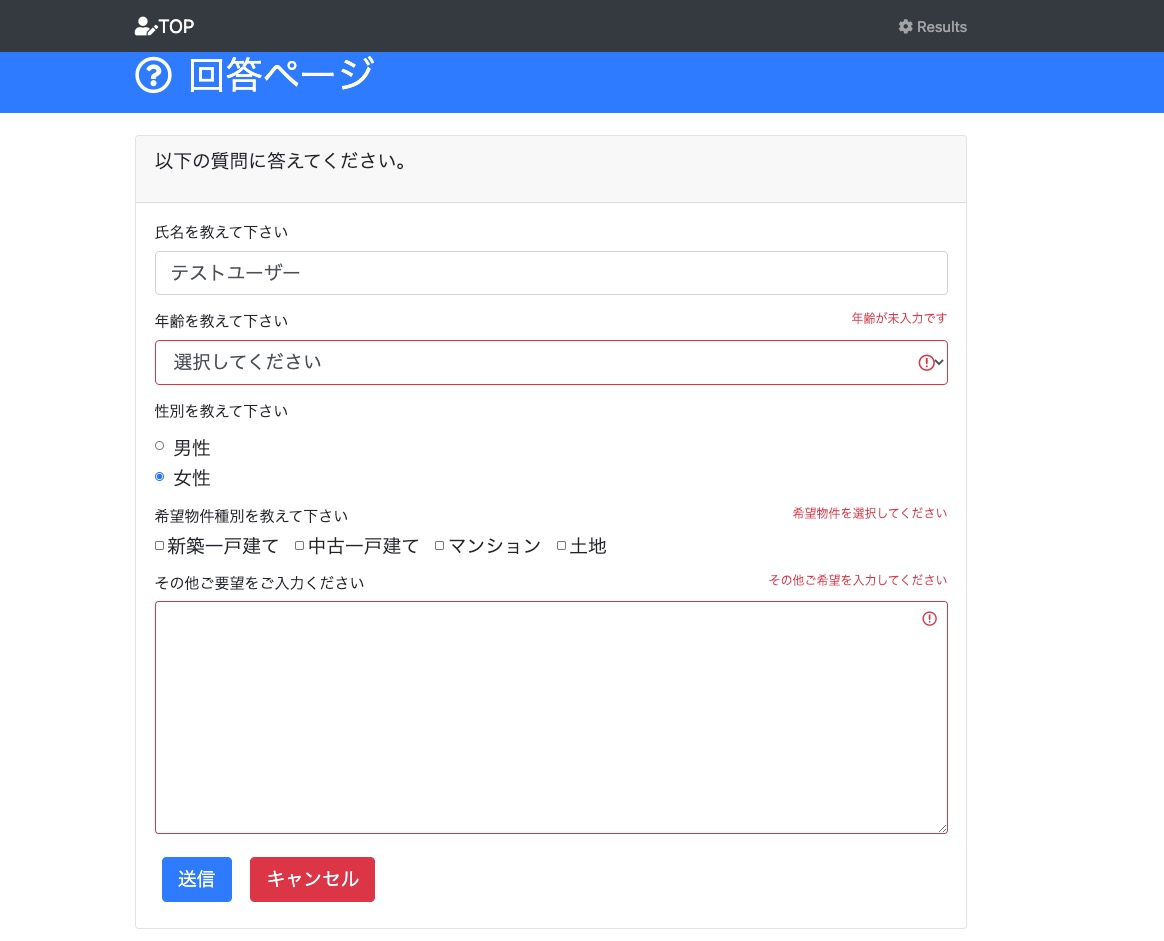 TOP
Results
回答ページ
以下の質問に答えてください。
氏名を教えて下さい
テストユーザー
年齢を教えて下さい
年齢が未入力です
選択してください
性別を教えて下さい
男性
女性
希望物件種別を教えて下さい
希望物件を選択してください
新築一戸建て 中古一戸建て マンション 土地
その他ご要望をご入力ください
その他ご希望を入力してください
送信
キャンセル